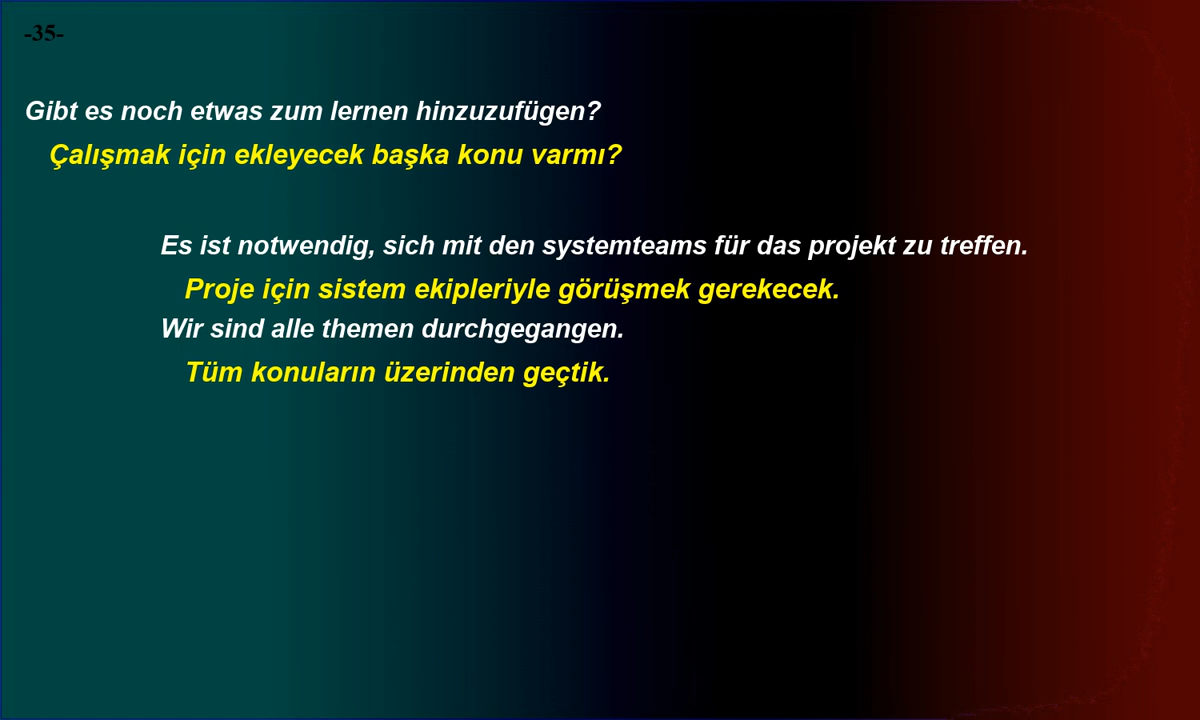 -35-
Gibt es noch etwas zum lernen hinzuzufügen?
Çalışmak için ekleyecek başka konu varmı?
Es ist notwendig, sich mit den systemteams für das projekt zu treffen.
Proje için sistem ekipleriyle görüşmek gerekecek.
Wir sind alle themen durchgegangen.
Tüm konuların üzerinden geçtik.